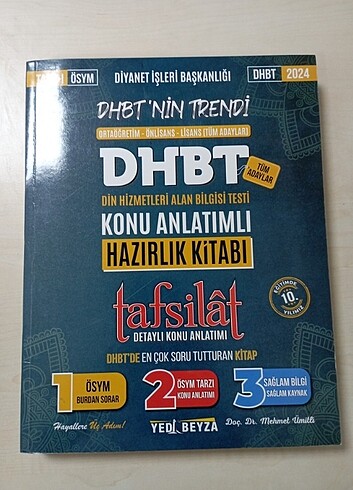 ÖSYM
DİYANET İŞLERİ BAŞKANLIĞI
DHBT 2024
DHBT'NİN TRENDİ
ORTAÖĞRETİM - ÖNLİSANS - LİSANS (TÜM ADAYLAR)
DHBT
TÜM ADAYLAR
DİN HİZMETLERİ ALAN BİLGİSİ TESTİ
KONU ANLATIMLI
HAZIRLIK KİTABI
EĞİTİMDE
10.
YILIMIZ
tafsilât
DETAYLI KONU ANLATIMI
DHBT'DE EN ÇOK SORU TUTTURAN KİTAP
1 ÖSYM
BURDAN SORAR
2 ÖSYM TARZI
KONU ANLATIMI
3 SAĞLAM BİLGİ
SAĞLAM KAYNAK
Hayallere Üç Adım!
YEDİ BEYZA
Doç. Dr. Mehmet Ümitli